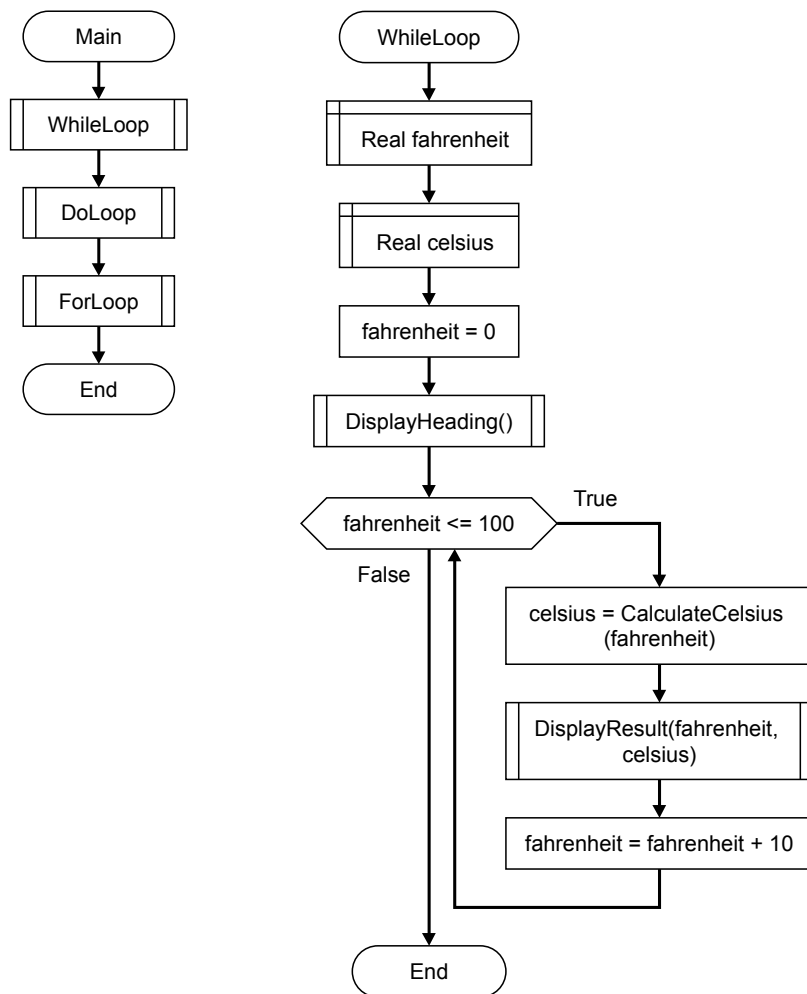 Main
WhileLoop
DoLoop
ForLoop
End
WhileLoop
Real fahrenheit
Real celsius
fahrenheit = 0
DisplayHeading()
fahrenheit <= 100
True
False
celsius = CalculateCelsius
(fahrenheit)
DisplayResult(fahrenheit,
celsius)
fahrenheit = fahrenheit + 10
End